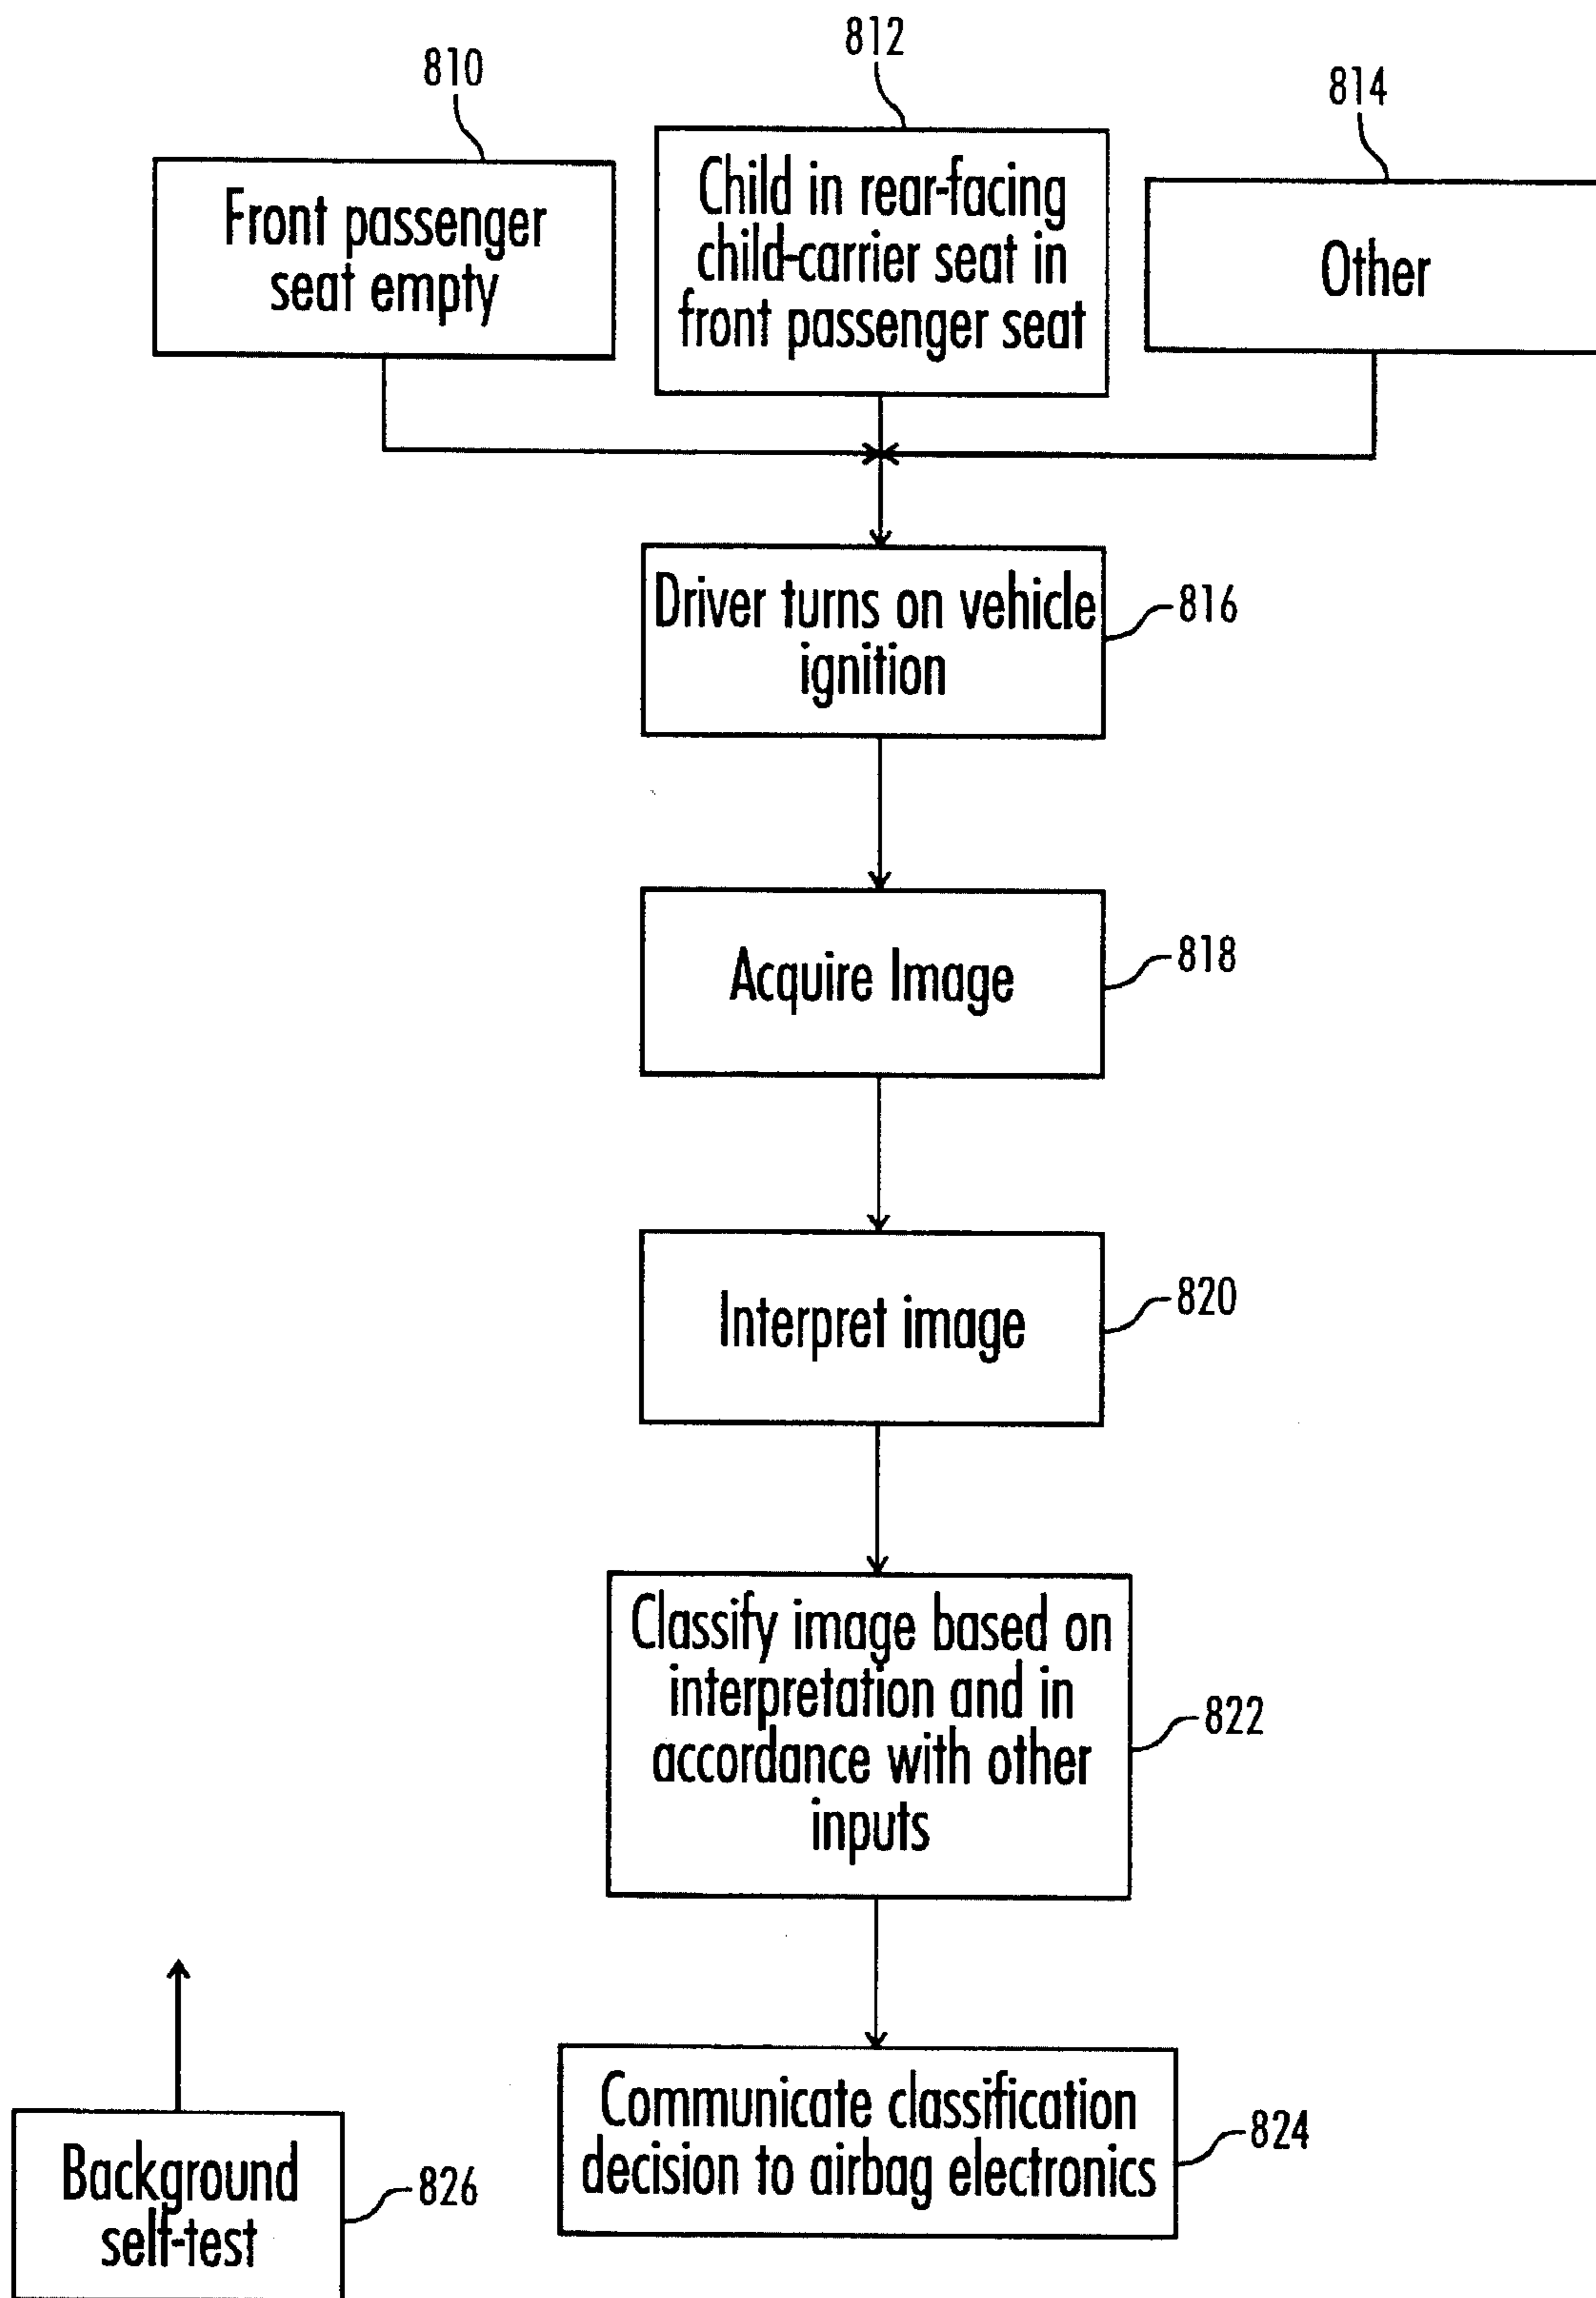 810
812
814
Front passenger
seat empty
Child in rear-facing
child-carrier seat in
front passenger seat
Other
Driver turns on vehicle
ignition
816
Acquire Image
818
Interpret image
820
Classify image based on
interpretation and in
accordance with other
inputs
822
Communicate classification
decision to airbag electronics
824
Background
self-test
826